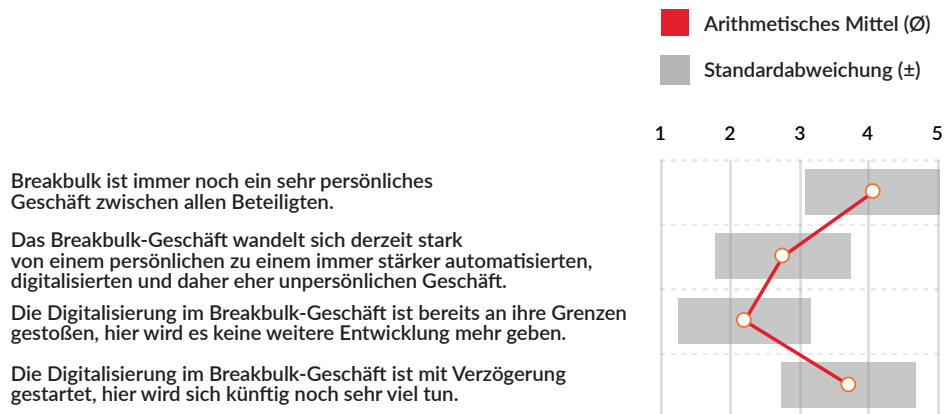 Arithmetisches Mittel (Ø)
Standardabweichung (±)
1 2 3 4 5
Breakbulk ist immer noch ein sehr persönliches
Geschäft zwischen allen Beteiligten.
Das Breakbulk-Geschäft wandelt sich derzeit stark
von einem persönlichen zu einem immer stärker automatisierten,
digitalisierten und daher eher unpersönlichen Geschäft.
Die Digitalisierung im Breakbulk-Geschäft ist bereits an ihre Grenzen
gestoßen, hier wird es keine weitere Entwicklung mehr geben.
Die Digitalisierung im Breakbulk-Geschäft ist mit Verzögerung
gestartet, hier wird sich künftig noch sehr viel tun.